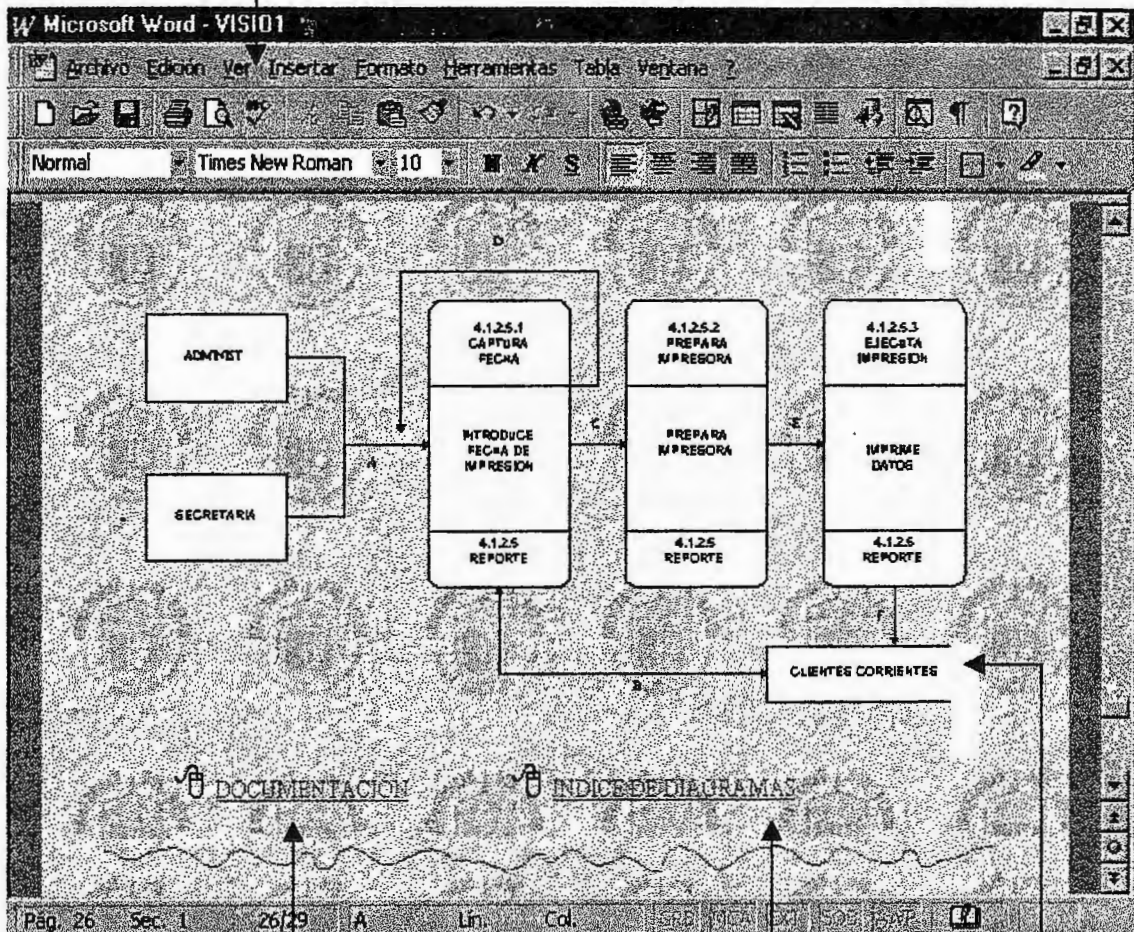 Microsoft Word - VISIO1
Archivo Edición Ver Insertar Formato Herramientas Tabla Ventana ?
Normal Times New Roman 10 N K S
D
ADMINIST
SECRETARIA
A
4.1.2.5.1
CAPTURA
FECHA
INTRODUCE
FECHA DE
IMPRESION
4.1.2.5
REPORTE
C
4.1.2.5.2
PREPARA
IMPRESORA
PREPARA
IMPRESORA
4.1.2.5
REPORTE
E
4.1.2.5.3
EJECUTA
IMPRESION
IMPRIME
DATOS
4.1.2.5
REPORTE
F
B
CLIENTES CORRIENTES
DOCUMENTACION
INDICE DE DIAGRAMAS
Pág. 26 Sec. 1 26/29 A Lín. Col. GRB MCA EXT SOB